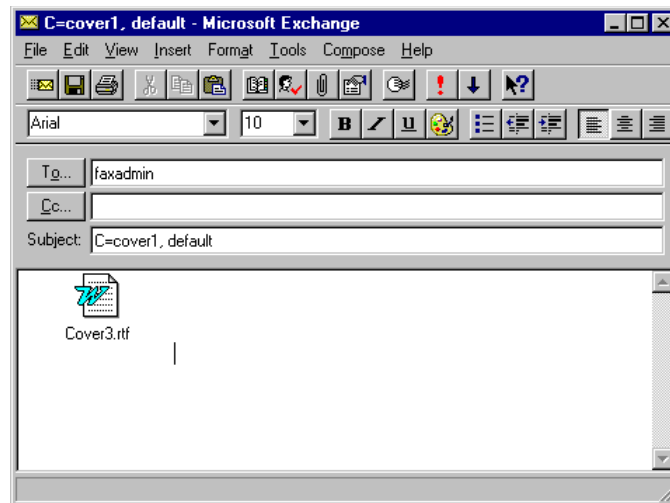 C=cover1, default - Microsoft Exchange
File Edit View Insert Format Tools Compose Help
Arial 10 B I U
To... faxadmin
Cc...
Subject: C=cover1, default
Cover3.rtf